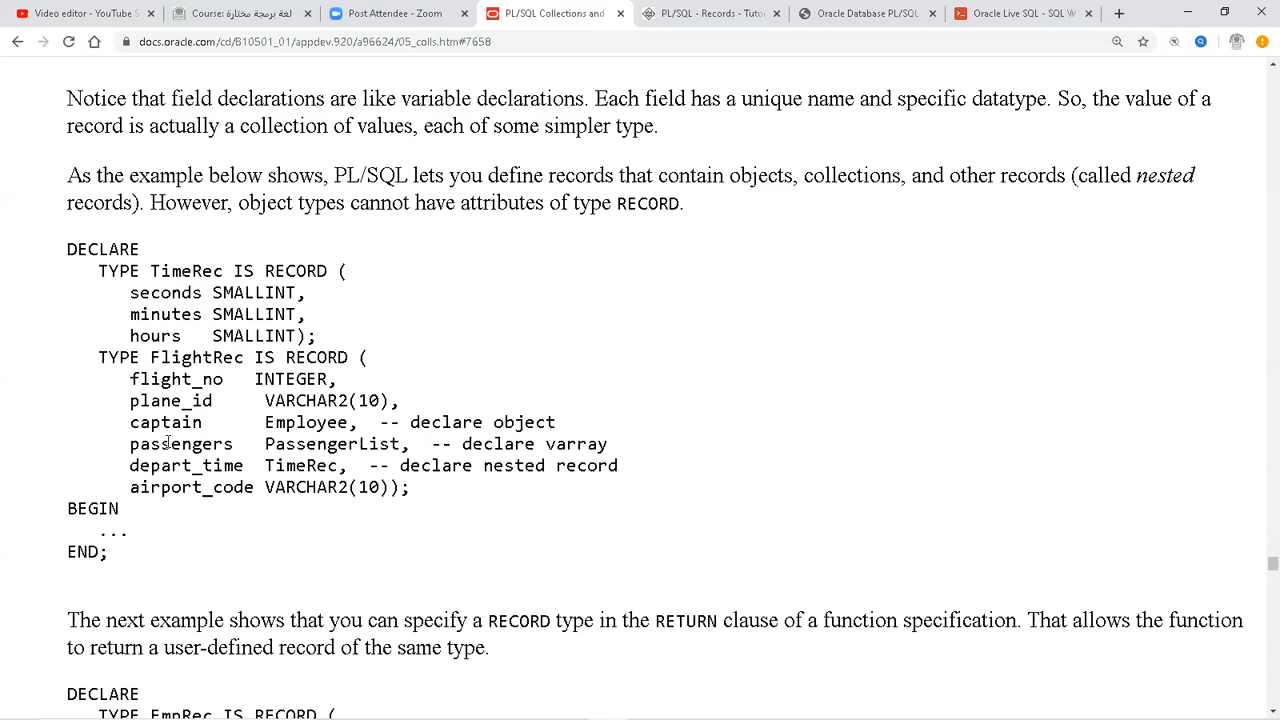 Video editor - YouTube S
Course: لغة برمجة مختارة
Post Attendee - Zoom
PL/SQL Collections and
PL/SQL - Records - Tuto
Oracle Database PL/SQL
Oracle Live SQL - SQL W
docs.oracle.com/cd/B10501_01/appdev.920/a96624/05_colls.htm#7658
Notice that field declarations are like variable declarations. Each field has a unique name and specific datatype. So, the value of a
record is actually a collection of values, each of some simpler type.
As the example below shows, PL/SQL lets you define records that contain objects, collections, and other records (called nested
records). However, object types cannot have attributes of type RECORD.
DECLARE
TYPE TimeRec IS RECORD (
seconds SMALLINT,
minutes SMALLINT,
hours SMALLINT);
TYPE FlightRec IS RECORD (
flight_no INTEGER,
plane_id VARCHAR2(10),
captain Employee, -- declare object
passengers PassengerList, -- declare varray
depart_time TimeRec, -- declare nested record
airport_code VARCHAR2(10));
BEGIN
...
END;
The next example shows that you can specify a RECORD type in the RETURN clause of a function specification. That allows the function
to return a user-defined record of the same type.
DECLARE
TYPE EmpRec IS RECORD (